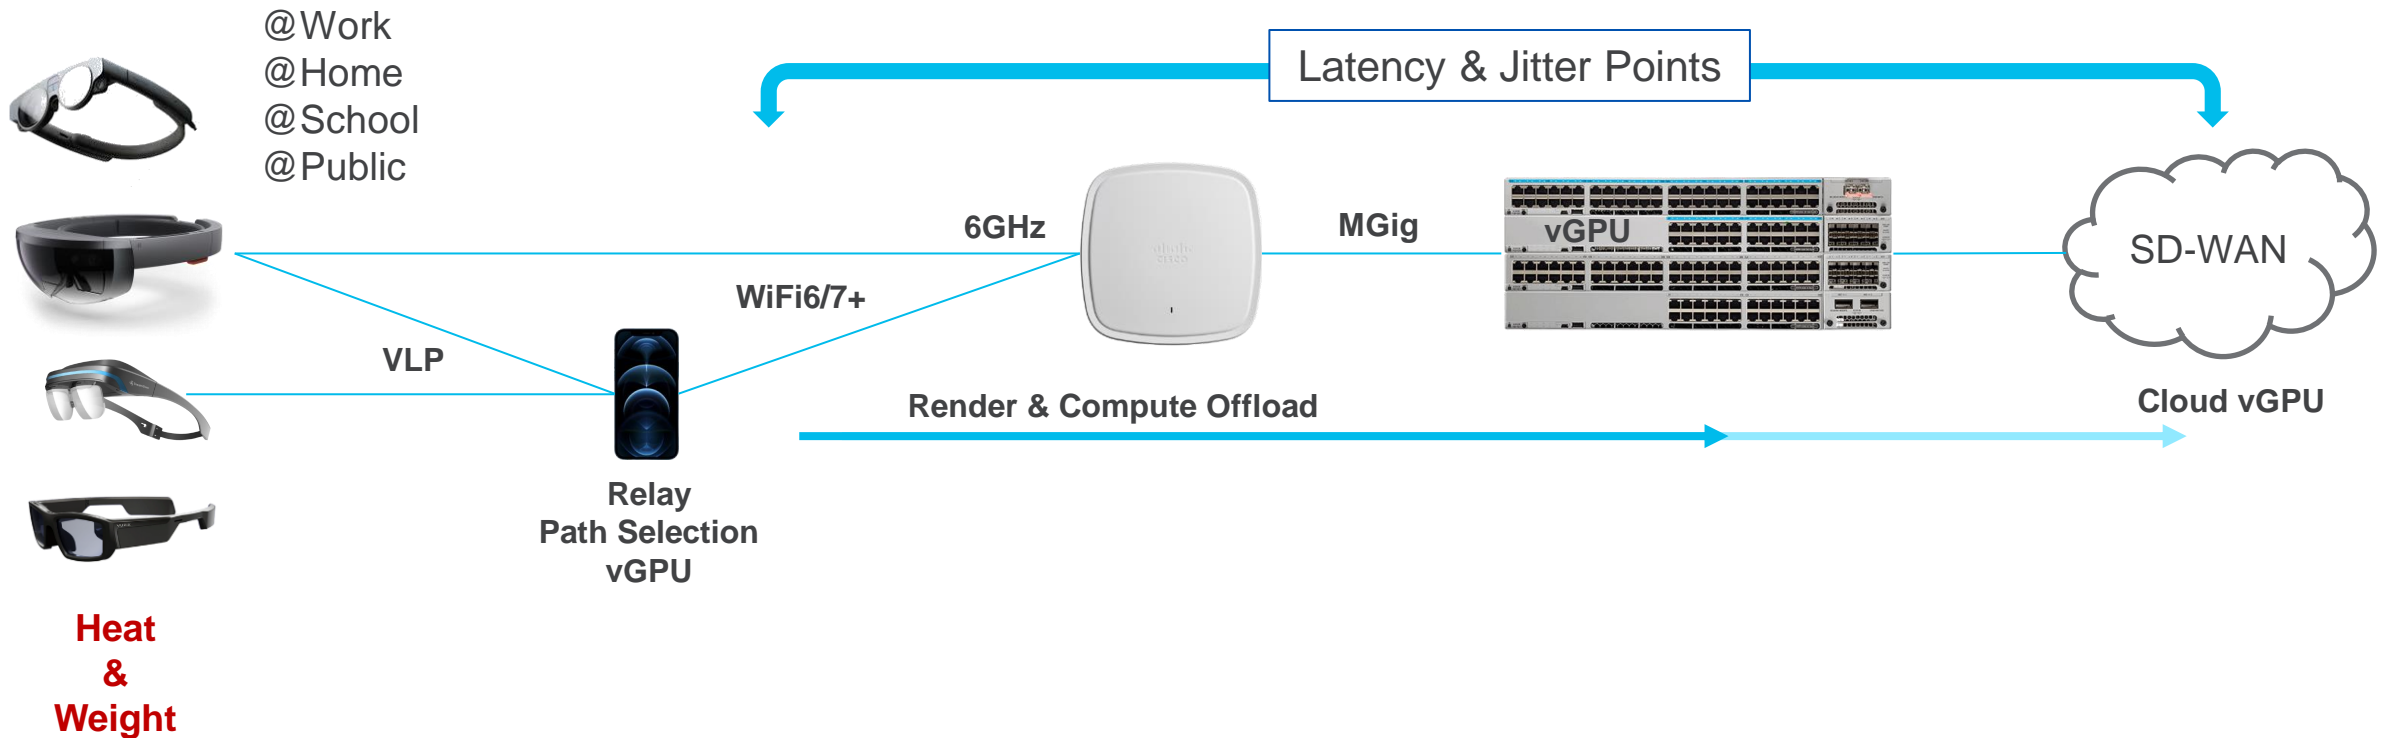 @Work
@Home
@School
@Public
Latency & Jitter Points
6GHz
MGig
vGPU
SD-WAN
WiFi6/7+
VLP
Render & Compute Offload
Cloud vGPU
Relay
Path Selection
vGPU
Heat
&
Weight